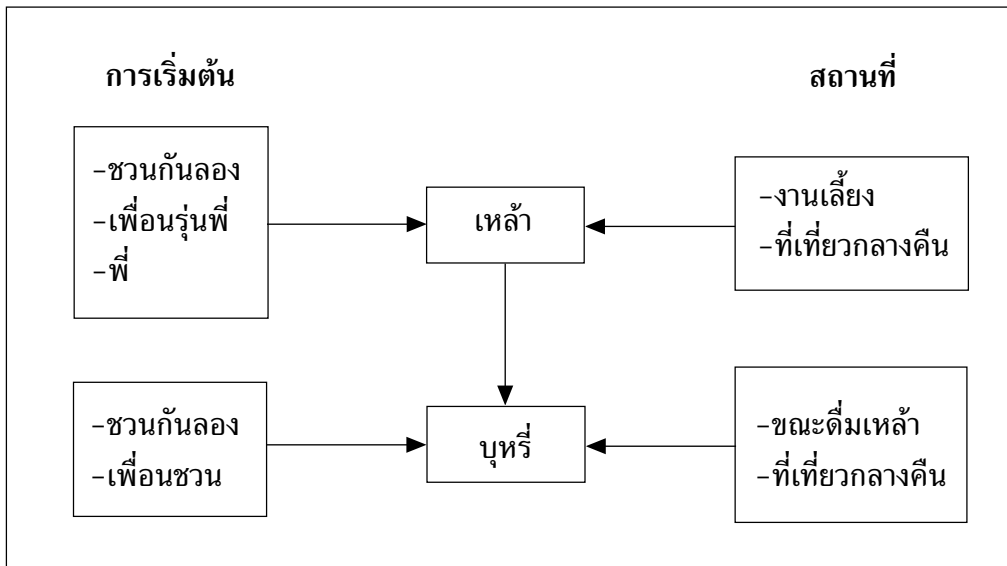 การเริ่มต้น
สถานที่
-ชวนกันลอง
-เพื่อนรุ่นพี่
-พี่
เหล้า
-งานเลี้ยง
-ที่เที่ยวกลางคืน
-ชวนกันลอง
-เพื่อนชวน
บุหรี่
-ขณะดื่มเหล้า
-ที่เที่ยวกลางคืน